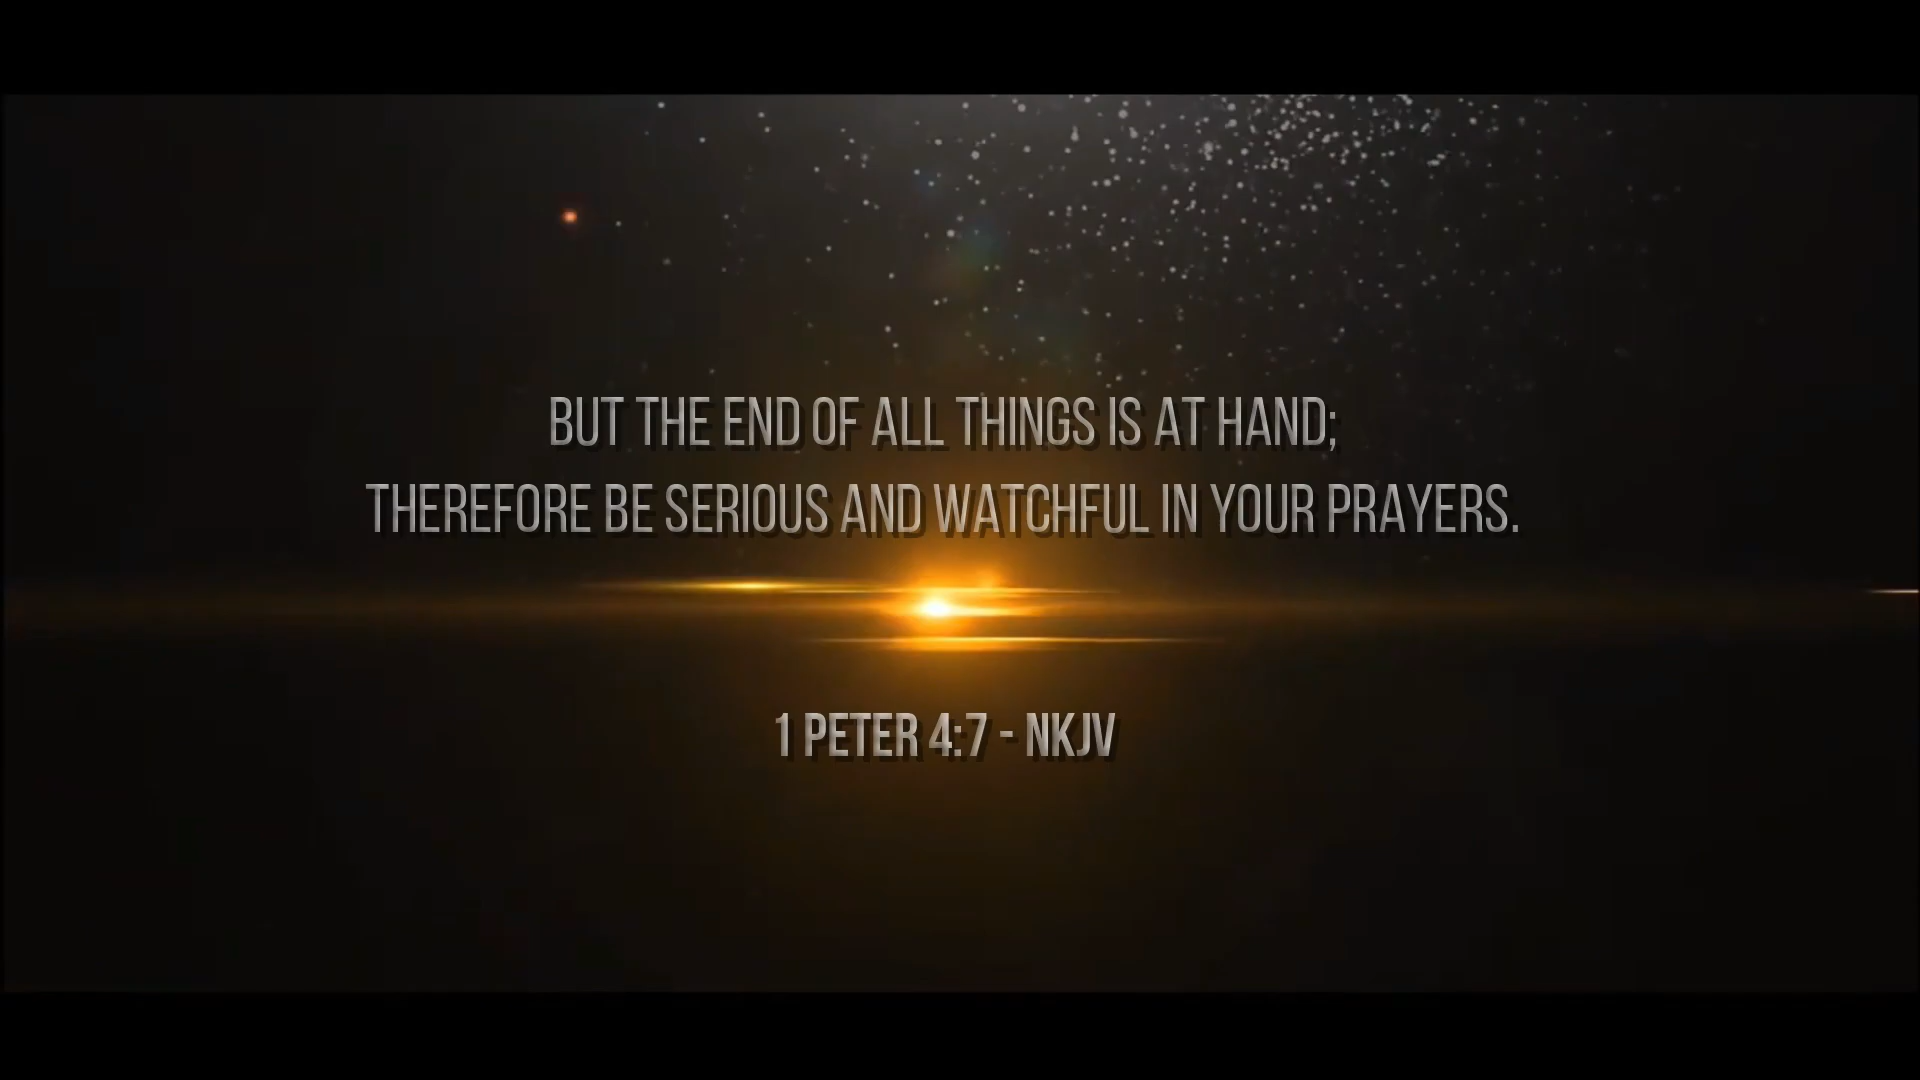 BUT THE END OF ALL THINGS IS AT HAND;
THEREFORE BE SERIOUS AND WATCHFUL IN YOUR PRAYERS.
1 PETER 4:7 - NKJV